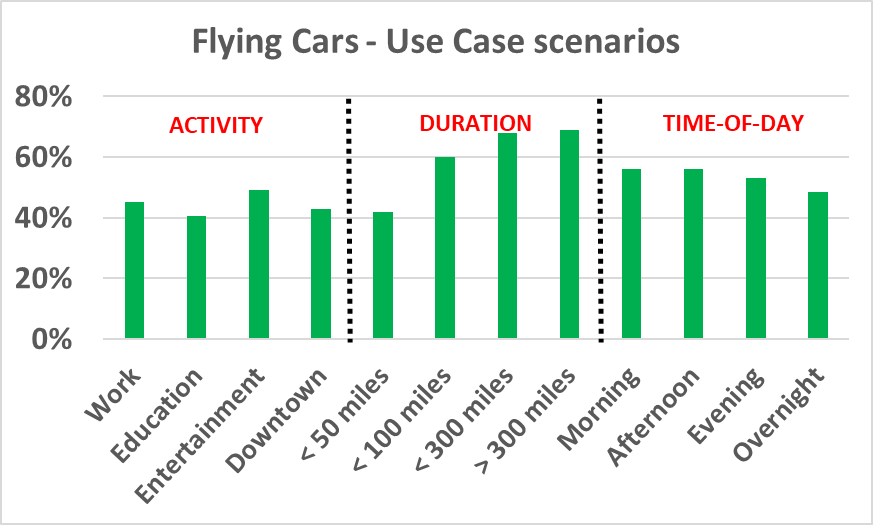 Flying Cars - Use Case scenarios
80%
60%
40%
20%
0%
ACTIVITY
DURATION
TIME-OF-DAY
Work
Education
Entertainment
Downtown
< 50 miles
< 100 miles
< 300 miles
> 300 miles
Morning
Afternoon
Evening
Overnight